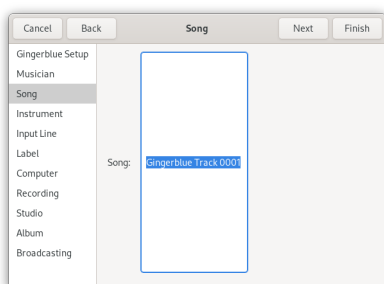 Cancel Back Song Next Finish
Gingerblue Setup
Musician
Song
Instrument
Input Line
Label
Song: Gingerblue Track 0001
Computer
Recording
Studio
Album
Broadcasting